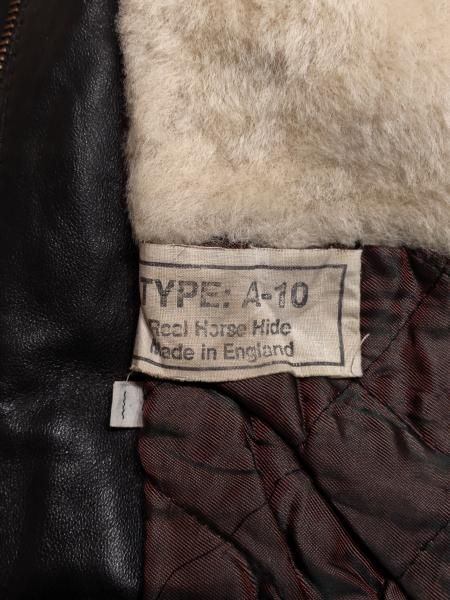 TYPE: A-10
Real Horse Hide
Made in England